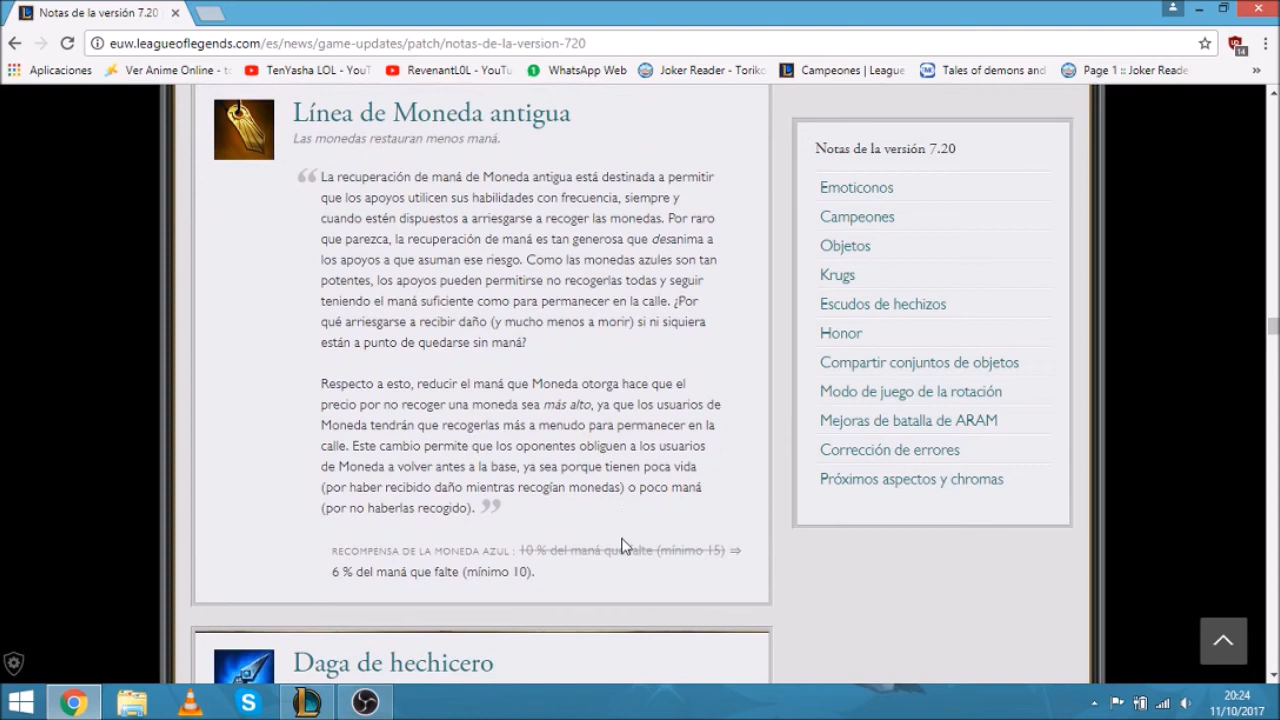 Notas de la versión 7.20
euw.leagueoflegends.com/es/news/game-updates/patch/notas-de-la-version-720
14
Aplicaciones
Ver Anime Online - to
TenYasha LOL - YouT
RevenantL0L - YouTu
1
WhatsApp Web
Joker Reader - Toriko
Campeones | League
Tales of demons and
Page 1 :: Joker Reade
»
Línea de Moneda antigua
Las monedas restauran menos maná.
“ La recuperación de maná de Moneda antigua está destinada a permitir
que los apoyos utilicen sus habilidades con frecuencia, siempre y
cuando estén dispuestos a arriesgarse a recoger las monedas. Por raro
que parezca, la recuperación de maná es tan generosa que desanima a
los apoyos a que asuman ese riesgo. Como las monedas azules son tan
potentes, los apoyos pueden permitirse no recogerlas todas y seguir
teniendo el maná suficiente como para permanecer en la calle. ¿Por
qué arriesgarse a recibir daño (y mucho menos a morir) si ni siquiera
están a punto de quedarse sin maná?
Respecto a esto, reducir el maná que Moneda otorga hace que el
precio por no recoger una moneda sea más alto, ya que los usuarios de
Moneda tendrán que recogerlas más a menudo para permanecer en la
calle. Este cambio permite que los oponentes obliguen a los usuarios
de Moneda a volver antes a la base, ya sea porque tienen poca vida
(por haber recibido daño mientras recogían monedas) o poco maná
(por no haberlas recogido). ”
RECOMPENSA DE LA MONEDA AZUL : 10 % del maná que falte (mínimo 15) ⇒
6 % del maná que falte (mínimo 10).
Daga de hechicero
Notas de la versión 7.20
Emoticonos
Campeones
Objetos
Krugs
Escudos de hechizos
Honor
Compartir conjuntos de objetos
Modo de juego de la rotación
Mejoras de batalla de ARAM
Corrección de errores
Próximos aspectos y chromas
20:24
11/10/2017